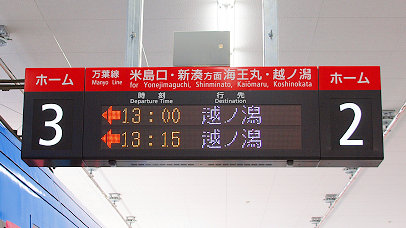 ホーム
3
万葉線 米島口・新湊方面海王丸・越ノ潟
Manyo Line for Yonejimaguchi, Shinminato, Kaiomaru, Koshinokata
時刻 行先
Departure Time Destination
←13:00 越ノ潟
←13:15 越ノ潟
ホーム
2